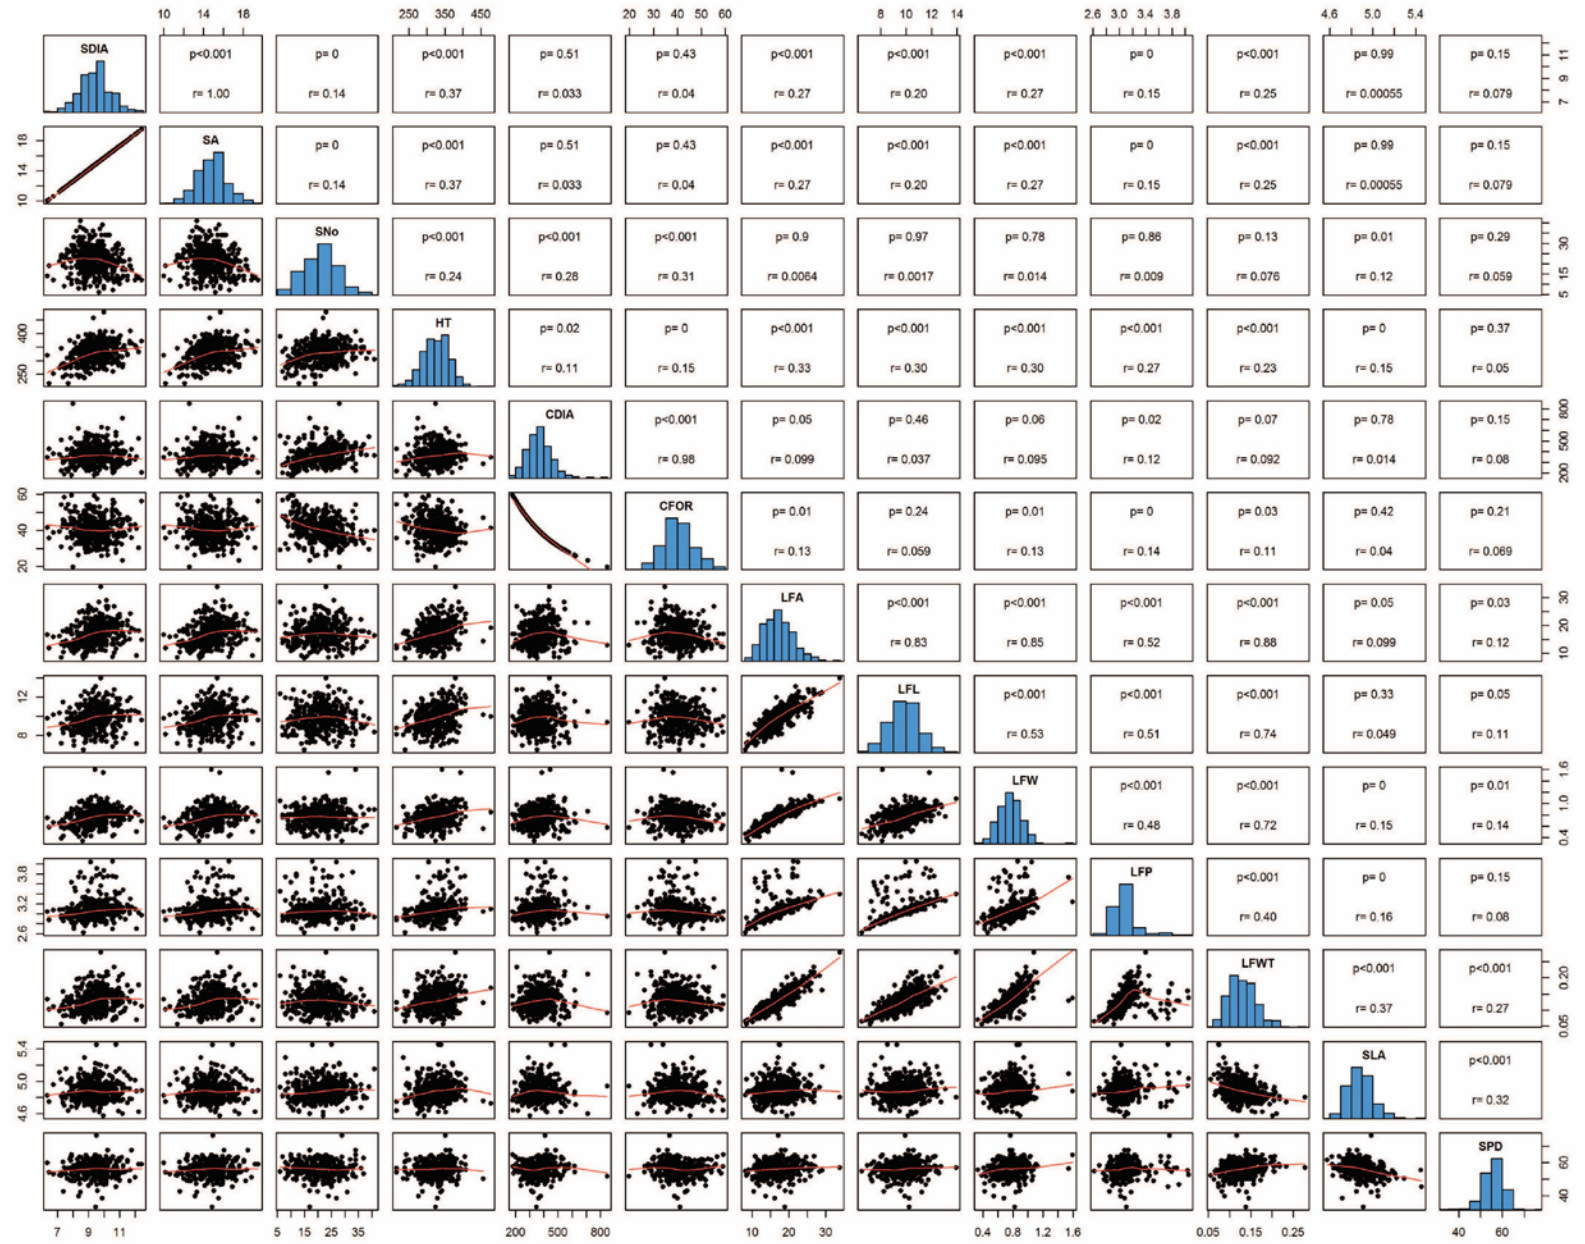 10 14 18 250 350 450 20 30 40 50 60 8 10 12 14 2.6 3.0 3.4 3.8 4.6 5.0 5.4
SDIA p<0.001 p= 0 p<0.001 p= 0.51 p= 0.43 p<0.001 p<0.001 p<0.001 p= 0 p<0.001 p= 0.99 p= 0.15
r= 1.00 r= 0.14 r= 0.37 r= 0.033 r= 0.04 r= 0.27 r= 0.20 r= 0.27 r= 0.15 r= 0.25 r= 0.00055 r= 0.079
7 9 11
10 14 18
SA p= 0 p<0.001 p= 0.51 p= 0.43 p<0.001 p<0.001 p<0.001 p= 0 p<0.001 p= 0.99 p= 0.15
r= 0.14 r= 0.37 r= 0.033 r= 0.04 r= 0.27 r= 0.20 r= 0.27 r= 0.15 r= 0.25 r= 0.00055 r= 0.079
SNo p<0.001 p<0.001 p<0.001 p= 0.9 p= 0.97 p= 0.78 p= 0.86 p= 0.13 p= 0.01 p= 0.29
r= 0.24 r= 0.28 r= 0.31 r= 0.0064 r= 0.0017 r= 0.014 r= 0.009 r= 0.076 r= 0.12 r= 0.059
5 15 30
250 400
HT p= 0.02 p= 0 p<0.001 p<0.001 p<0.001 p<0.001 p<0.001 p= 0 p= 0.37
r= 0.11 r= 0.15 r= 0.33 r= 0.30 r= 0.30 r= 0.27 r= 0.23 r= 0.15 r= 0.05
CDIA p<0.001 p= 0.05 p= 0.46 p= 0.06 p= 0.02 p= 0.07 p= 0.78 p= 0.15
r= 0.98 r= 0.099 r= 0.037 r= 0.095 r= 0.12 r= 0.092 r= 0.014 r= 0.08
200 500 800
20 40 60
CFOR p= 0.01 p= 0.24 p= 0.01 p= 0 p= 0.03 p= 0.42 p= 0.21
r= 0.13 r= 0.059 r= 0.13 r= 0.14 r= 0.11 r= 0.04 r= 0.069
LFA p<0.001 p<0.001 p<0.001 p<0.001 p= 0.05 p= 0.03
r= 0.83 r= 0.85 r= 0.52 r= 0.88 r= 0.099 r= 0.12
10 20 30
8 12
LFL p<0.001 p<0.001 p<0.001 p= 0.33 p= 0.05
r= 0.53 r= 0.51 r= 0.74 r= 0.049 r= 0.11
LFW p<0.001 p<0.001 p= 0 p= 0.01
r= 0.48 r= 0.72 r= 0.15 r= 0.14
0.4 1.0 1.6
2.6 3.2 3.8
LFP p<0.001 p= 0 p= 0.15
r= 0.40 r= 0.16 r= 0.08
LFWT p<0.001 p<0.001
r= 0.37 r= 0.27
0.05 0.20
4.6 5.0 5.4
SLA p<0.001
r= 0.32
SPD
40 60
7 9 11 5 15 25 35 200 500 800 10 20 30 0.4 0.8 1.2 1.6 0.05 0.15 0.25 40 60